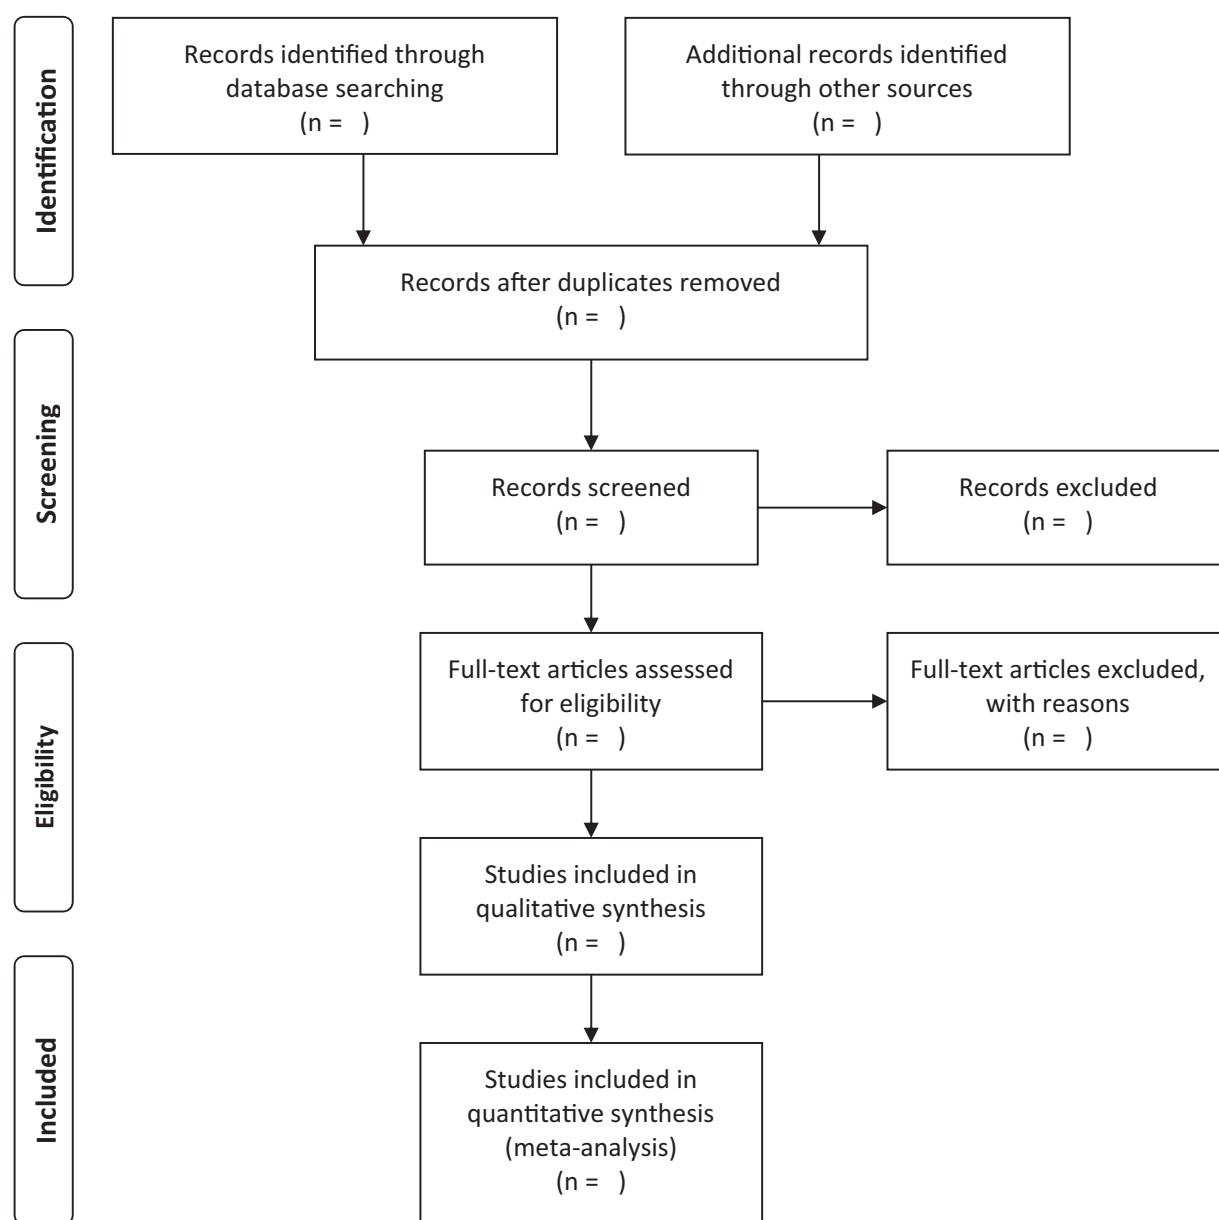 Identification
Records identified through
database searching
(n =   )
Additional records identified
through other sources
(n =   )
Records after duplicates removed
(n =   )
Screening
Records screened
(n =   )
Records excluded
(n =   )
Eligibility
Full-text articles assessed
for eligibility
(n =   )
Full-text articles excluded,
with reasons
(n =   )
Studies included in
qualitative synthesis
(n =   )
Included
Studies included in
quantitative synthesis
(meta-analysis)
(n =   )